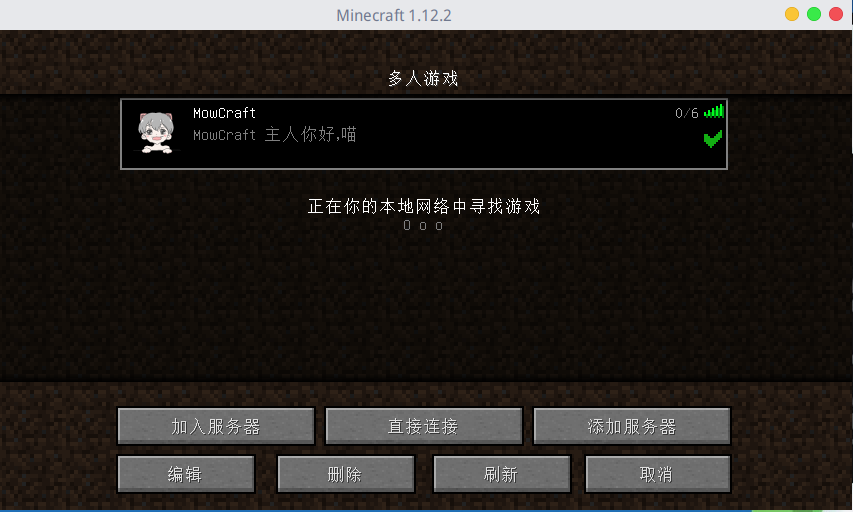 Minecraft 1.12.2
多人游戏
MowCraft
0/6
MowCraft 主人你好,喵
正在你的本地网络中寻找游戏
O o o
加入服务器
直接连接
添加服务器
编辑
删除
刷新
取消